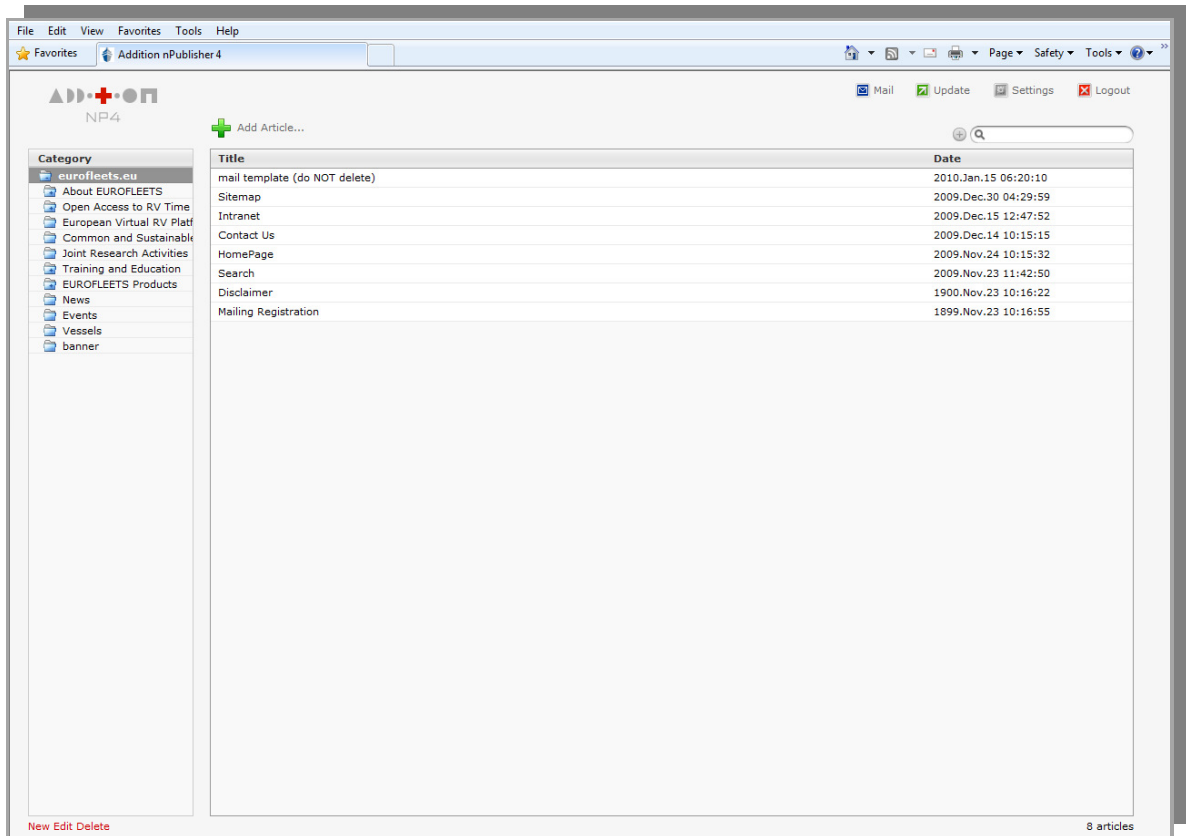 File Edit View Favorites Tools Help
Favorites Addition nPublisher 4 Page Safety Tools
ADD•+•ON
NP4
Mail Update Settings Logout
Add Article...
Category Title Date
eurofleets.eu
About EUROFLEETS
Open Access to RV Time
European Virtual RV Platf
Common and Sustainable
Joint Research Activities
Training and Education
EUROFLEETS Products
News
Events
Vessels
banner
mail template (do NOT delete) 2010.Jan.15 06:20:10
Sitemap 2009.Dec.30 04:29:59
Intranet 2009.Dec.15 12:47:52
Contact Us 2009.Dec.14 10:15:15
HomePage 2009.Nov.24 10:15:32
Search 2009.Nov.23 11:42:50
Disclaimer 1900.Nov.23 10:16:22
Mailing Registration 1899.Nov.23 10:16:55
New Edit Delete 8 articles